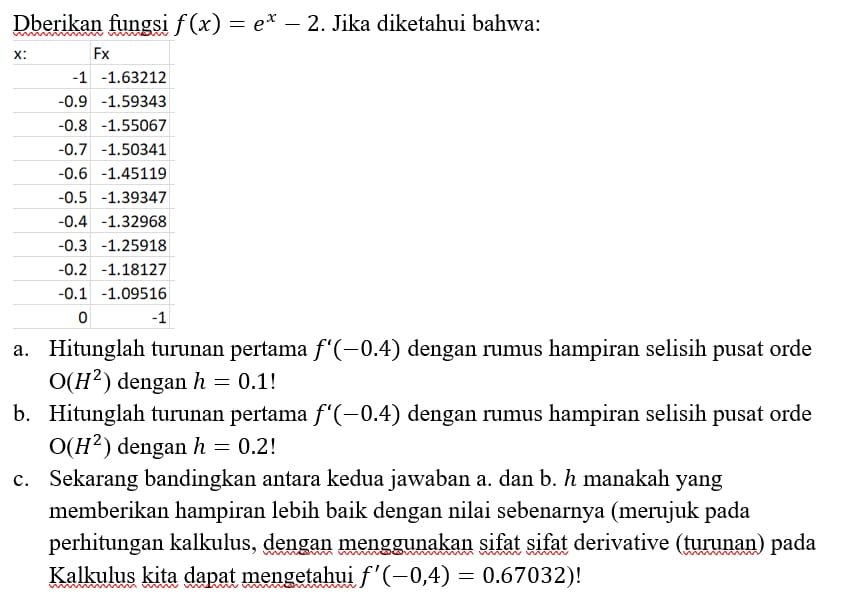 Dberikan fungsi f(x) = eˣ − 2. Jika diketahui bahwa:
x: Fx
-1 -1.63212
-0.9 -1.59343
-0.8 -1.55067
-0.7 -1.50341
-0.6 -1.45119
-0.5 -1.39347
-0.4 -1.32968
-0.3 -1.25918
-0.2 -1.18127
-0.1 -1.09516
0 -1
a. Hitunglah turunan pertama f‘(−0.4) dengan rumus hampiran selisih pusat orde
O(H²) dengan h = 0.1!
b. Hitunglah turunan pertama f‘(−0.4) dengan rumus hampiran selisih pusat orde
O(H²) dengan h = 0.2!
c. Sekarang bandingkan antara kedua jawaban a. dan b. h manakah yang
memberikan hampiran lebih baik dengan nilai sebenarnya (merujuk pada
perhitungan kalkulus, dengan menggunakan sifat sifat derivative (turunan) pada
Kalkulus kita dapat mengetahui f′(−0,4) = 0.67032)!